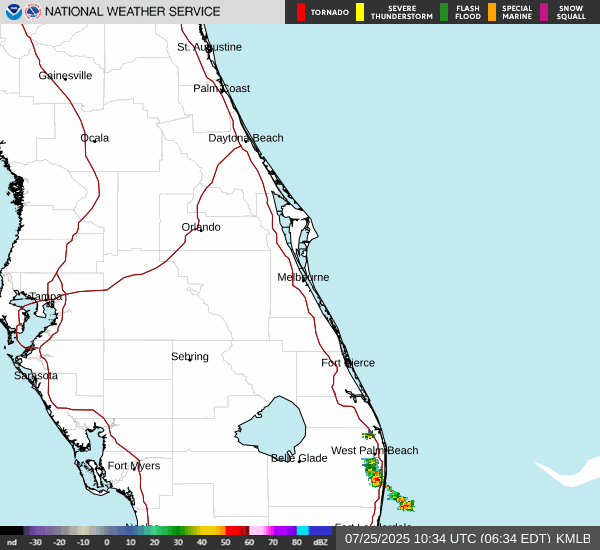 NATIONAL WEATHER SERVICE
TORNADO
SEVERE THUNDERSTORM
FLASH FLOOD
SPECIAL MARINE
SNOW SQUALL
St. Augustine
Gainesville
Palm Coast
Ocala
Daytona Beach
Orlando
Melbourne
Tampa
Sebring
Fort Pierce
Sarasota
West Palm Beach
Belle Glade
Fort Myers
nd -30 -20 -10 0 10 20 30 40 50 60 70 80 dBZ
07/25/2025 10:34 UTC (06:34 EDT) KMLB